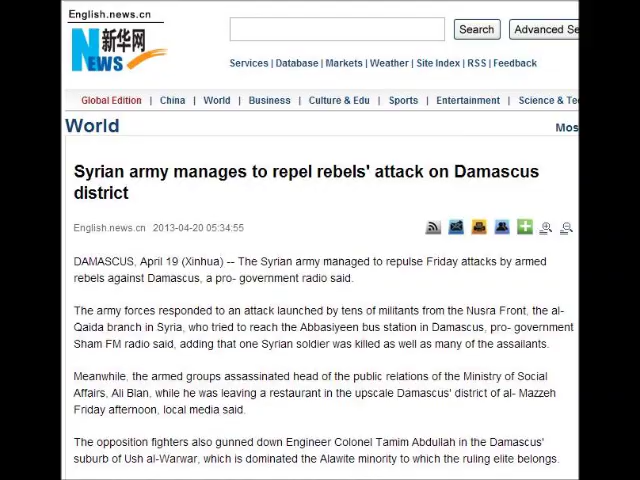 English.news.cn
新华网
NEWS
Search
Advanced Se
Services | Database | Markets | Weather | Site Index | RSS | Feedback
Global Edition | China | World | Business | Culture & Edu | Sports | Entertainment | Science & Te
World
Mos
Syrian army manages to repel rebels' attack on Damascus
district
English.news.cn 2013-04-20 05:34:55
DAMASCUS, April 19 (Xinhua) -- The Syrian army managed to repulse Friday attacks by armed
rebels against Damascus, a pro- government radio said.
The army forces responded to an attack launched by tens of militants from the Nusra Front, the al-
Qaida branch in Syria, who tried to reach the Abbasiyeen bus station in Damascus, pro- government
Sham FM radio said, adding that one Syrian soldier was killed as well as many of the assailants.
Meanwhile, the armed groups assassinated head of the public relations of the Ministry of Social
Affairs, Ali Blan, while he was leaving a restaurant in the upscale Damascus' district of al- Mazzeh
Friday afternoon, local media said.
The opposition fighters also gunned down Engineer Colonel Tamim Abdullah in the Damascus'
suburb of Ush al-Warwar, which is dominated the Alawite minority to which the ruling elite belongs.